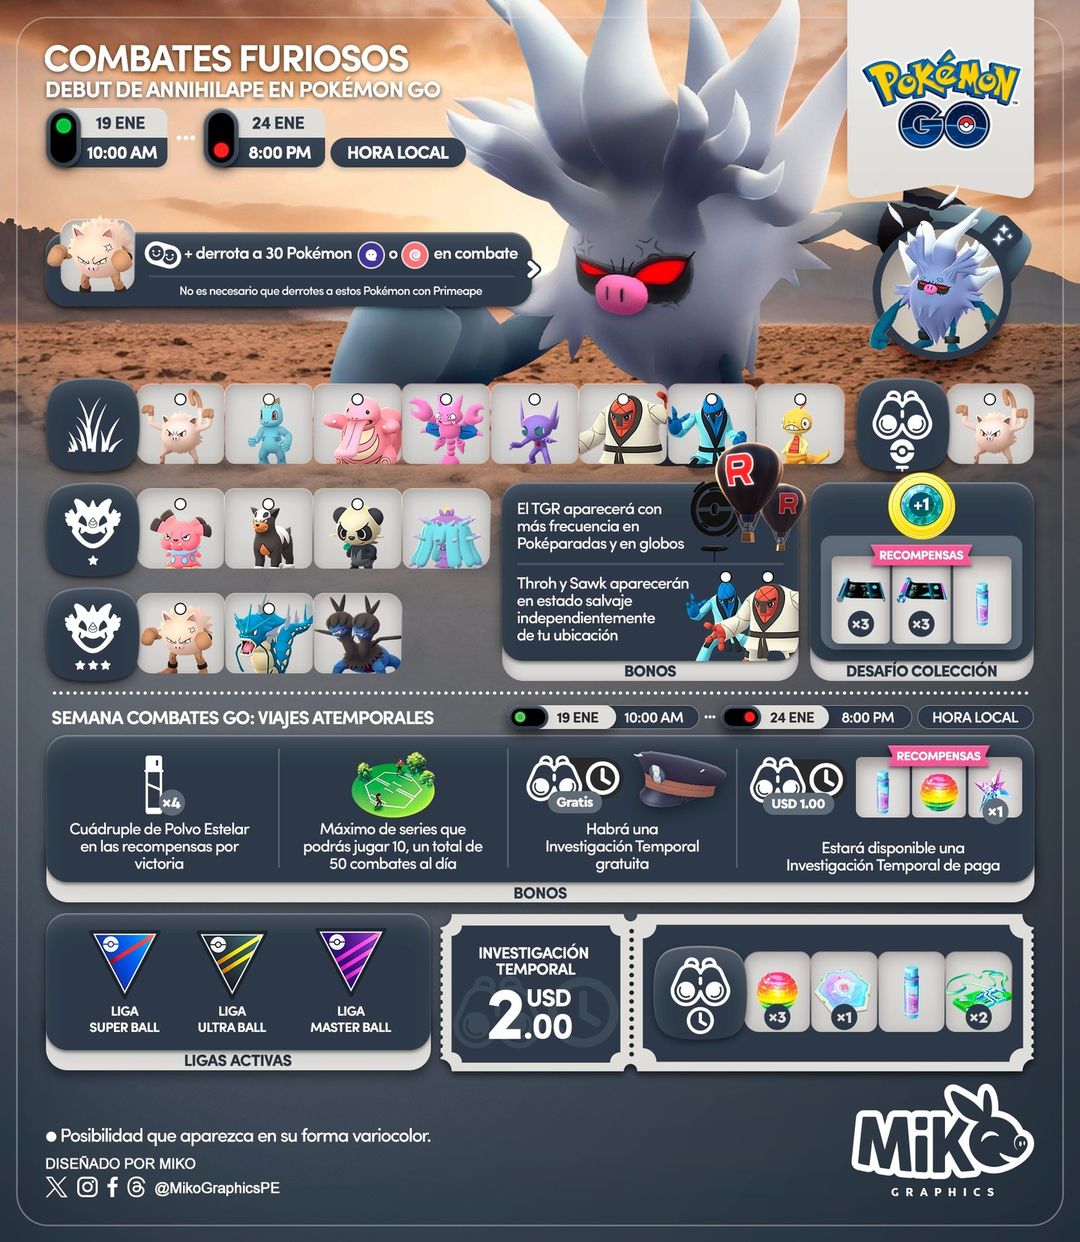 COMBATES FURIOSOS
DEBUT DE ANNIHILAPE EN POKÉMON GO
19 ENE
10:00 AM
24 ENE
8:00 PM
HORA LOCAL
POKéMON
GO
+ derrota a 30 Pokémon o en combate
No es necesario que derrotes a estos Pokémon con Primeape
R
R
El TGR aparecerá con
más frecuencia en
Poképaradas y en globos
Throh y Sawk aparecerán
en estado salvaje
independientemente
de tu ubicación
BONOS
+1
RECOMPENSAS
×3
×3
DESAFÍO COLECCIÓN
SEMANA COMBATES GO: VIAJES ATEMPORALES
19 ENE
10:00 AM
24 ENE
8:00 PM
HORA LOCAL
×4
Cuádruple de Polvo Estelar
en las recompensas por
victoria
Máximo de series que
podrás jugar 10, un total de
50 combates al día
Gratis
Habrá una
Investigación Temporal
gratuita
USD 1.00
RECOMPENSAS
×1
Estará disponible una
Investigación Temporal de paga
BONOS
LIGA
SUPER BALL
LIGA
ULTRA BALL
LIGA
MASTER BALL
LIGAS ACTIVAS
INVESTIGACIÓN
TEMPORAL
2 USD
.00
×3
×1
×2
Posibilidad que aparezca en su forma variocolor.
DISEÑADO POR MIKO
@MikoGraphicsPE
MiKO
GRAPHICS